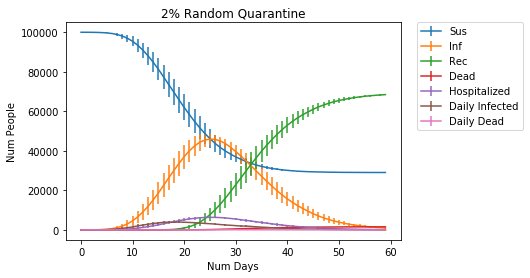 2% Random Quarantine
Num People
100000
80000
60000
40000
20000
0
0 10 20 30 40 50 60
Num Days
Sus
Inf
Rec
Dead
Hospitalized
Daily Infected
Daily Dead